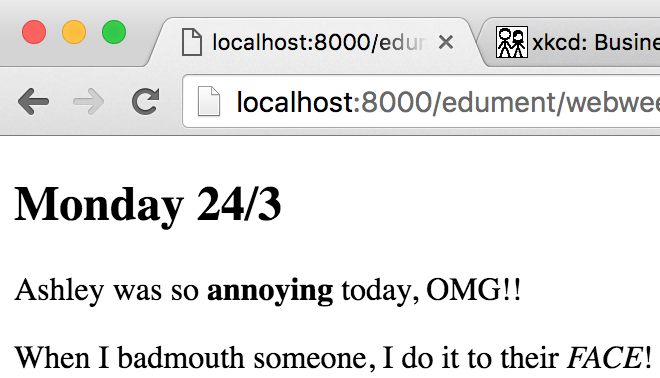 localhost:8000/edum
xkcd: Busine
localhost:8000/edument/webwee
Monday 24/3
Ashley was so annoying today, OMG!!
When I badmouth someone, I do it to their FACE!